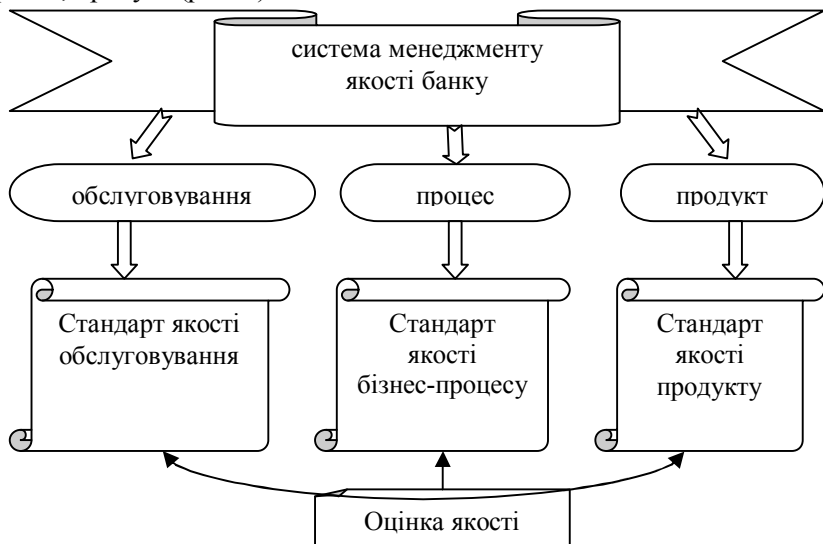 система менеджменту
якості банку
обслуговування
процес
продукт
Стандарт якості
обслуговування
Стандарт
якості
бізнес-процесу
Стандарт
якості
продукту
Оцінка якості